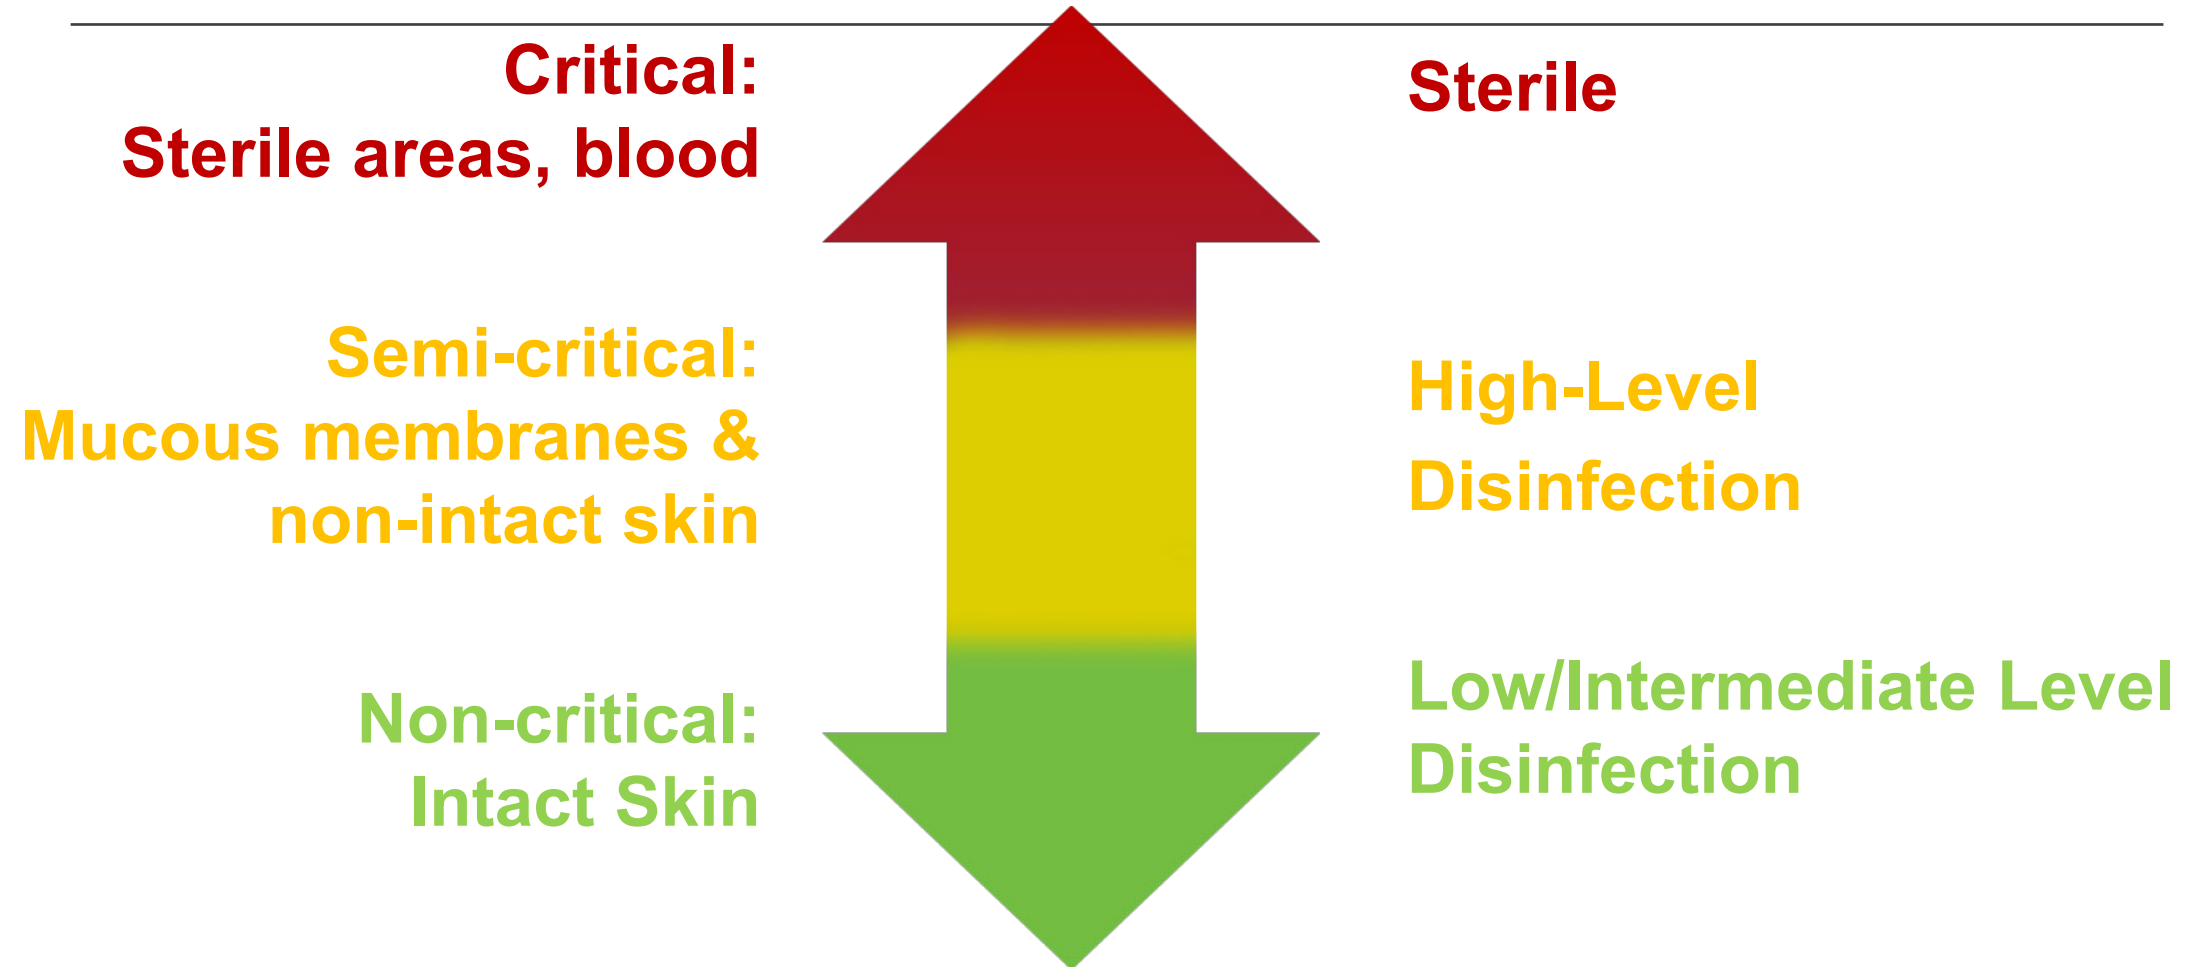 Critical:
Sterile areas, blood
Sterile
Semi-critical:
Mucous membranes &
non-intact skin
High-Level
Disinfection
Non-critical:
Intact Skin
Low/Intermediate Level
Disinfection